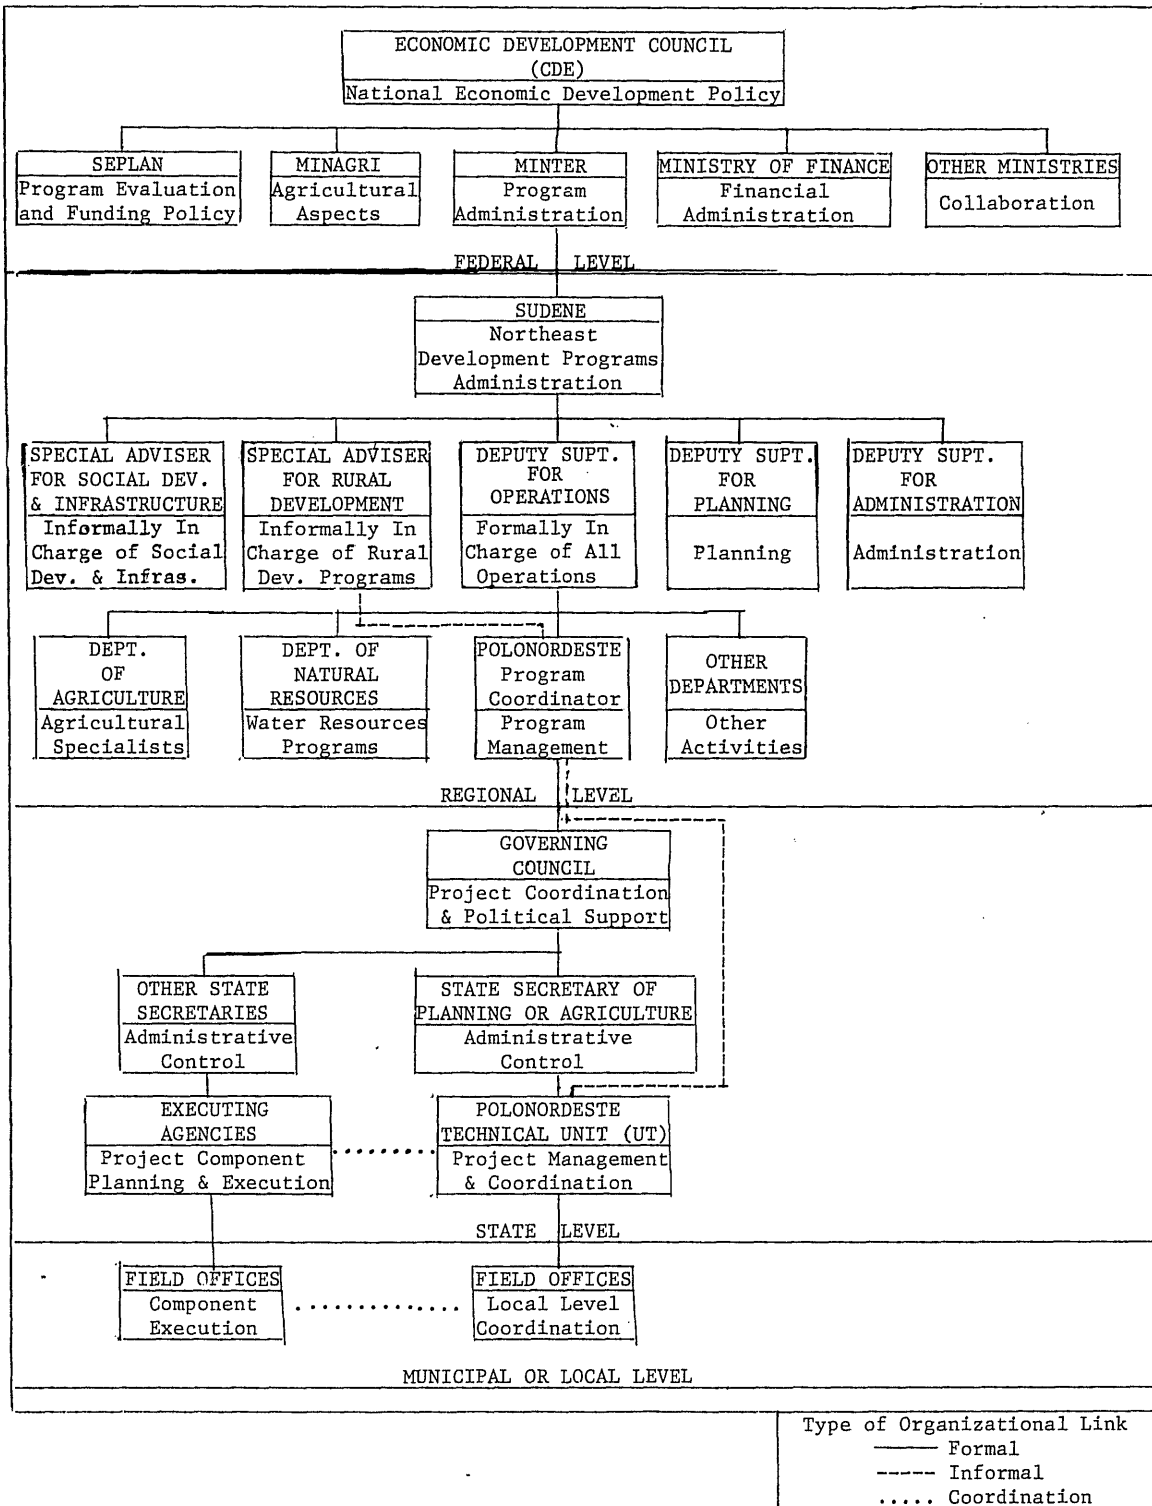 ECONOMIC DEVELOPMENT COUNCIL
(CDE)
National Economic Development Policy
SEPLAN
Program Evaluation
and Funding Policy
MINAGRI
Agricultural
Aspects
MINTER
Program
Administration
MINISTRY OF FINANCE
Financial
Administration
OTHER MINISTRIES
Collaboration
FEDERAL LEVEL
SUDENE
Northeast
Development Programs
Administration
SPECIAL ADVISER
FOR SOCIAL DEV.
& INFRASTRUCTURE
Informally In
Charge of Social
Dev. & Infras.
SPECIAL ADVISER
FOR RURAL
DEVELOPMENT
Informally In
Charge of Rural
Dev. Programs
DEPUTY SUPT.
FOR
OPERATIONS
Formally In
Charge of All
Operations
DEPUTY SUPT.
FOR
PLANNING
Planning
DEPUTY SUPT.
FOR
ADMINISTRATION
Administration
DEPT.
OF
AGRICULTURE
Agricultural
Specialists
DEPT. OF
NATURAL
RESOURCES
Water Resources
Programs
POLONORDESTE
Program
Coordinator
Program
Management
OTHER
DEPARTMENTS
Other
Activities
REGIONAL LEVEL
GOVERNING
COUNCIL
Project Coordination
& Political Support
OTHER STATE
SECRETARIES
Administrative
Control
STATE SECRETARY OF
PLANNING OR AGRICULTURE
Administrative
Control
EXECUTING
AGENCIES
Project Component
Planning & Execution
POLONORDESTE
TECHNICAL UNIT (UT)
Project Management
& Coordination
STATE LEVEL
FIELD OFFICES
Component
Execution
FIELD OFFICES
Local Level
Coordination
MUNICIPAL OR LOCAL LEVEL
Type of Organizational Link
Formal
Informal
Coordination